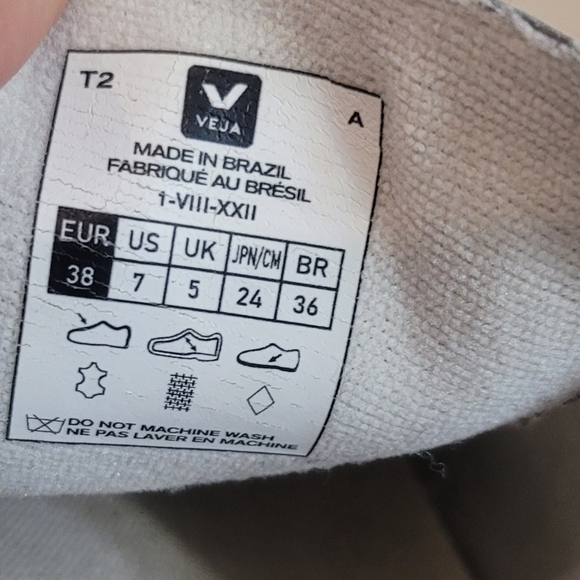 T2
V
VEJA
A
MADE IN BRAZIL
FABRIQUÉ AU BRÉSIL
1-VIII-XXII
EUR US UK JPN/CM BR
38 7 5 24 36
DO NOT MACHINE WASH
NE PAS LAVER EN MACHINE